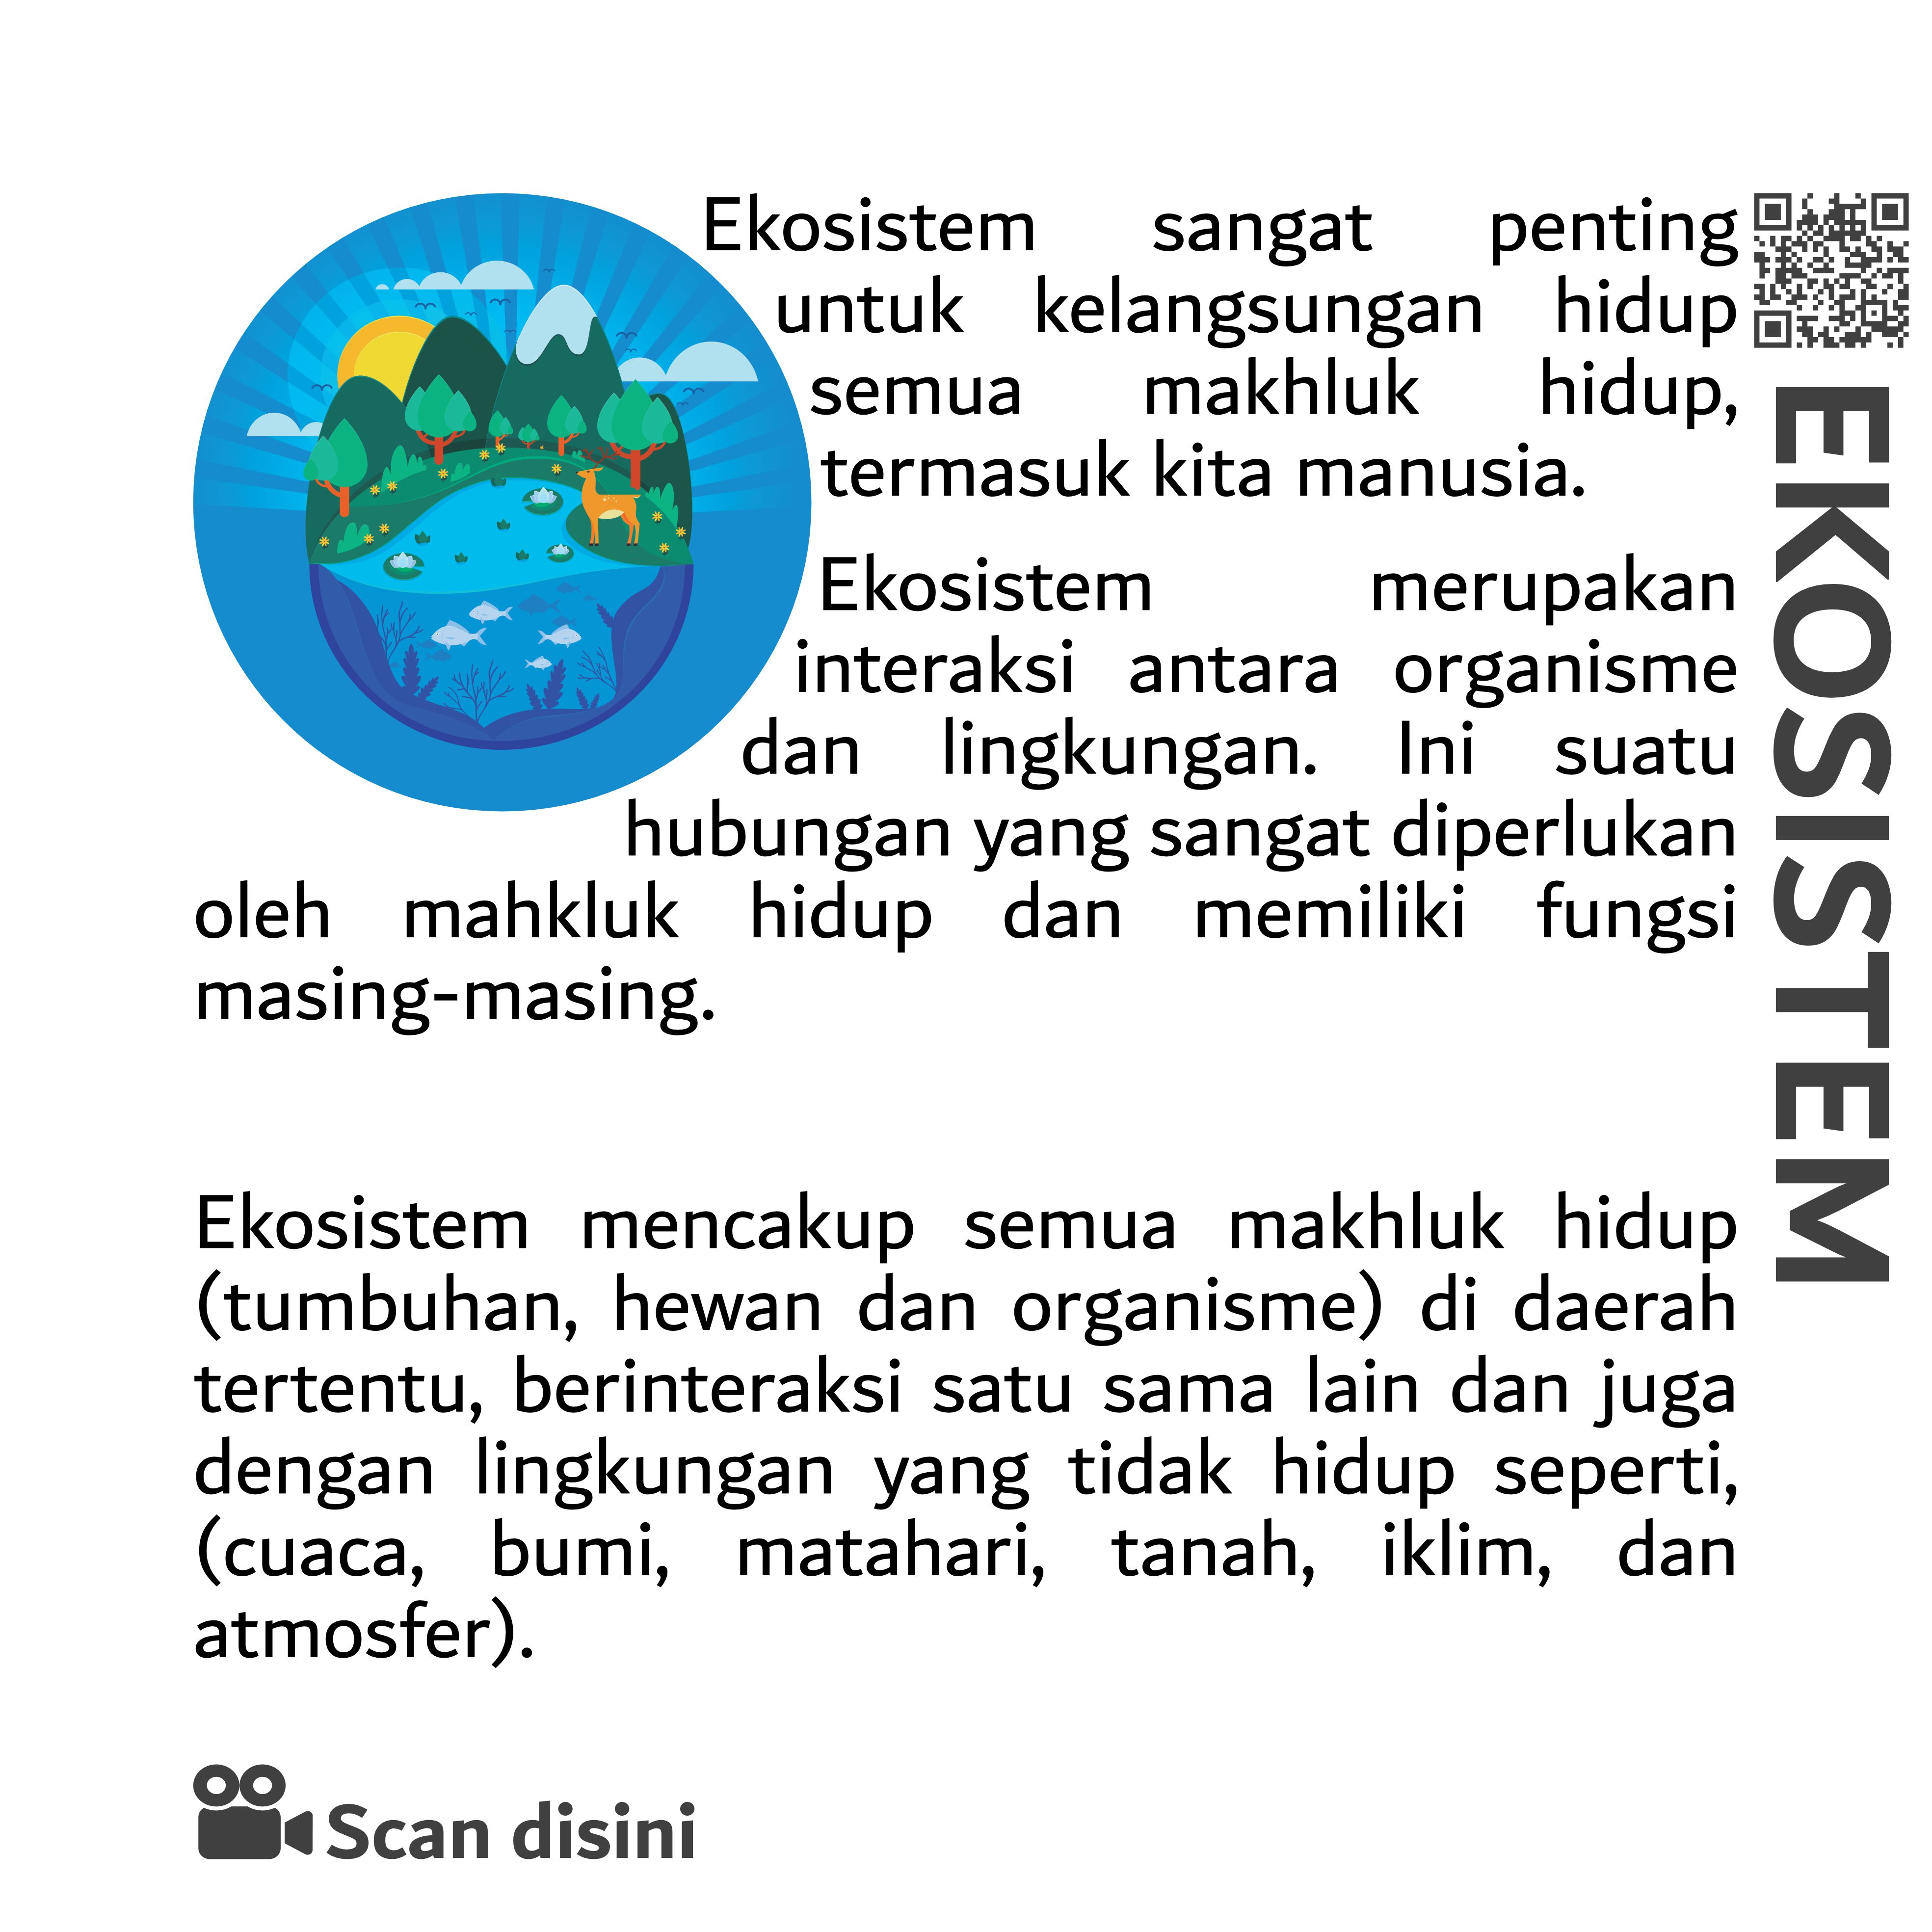 Ekosistem sangat penting
untuk kelangsungan hidup
semua makhluk hidup,
termasuk kita manusia.
Ekosistem merupakan
interaksi antara organisme
dan lingkungan. Ini suatu
hubungan yang sangat diperlukan
oleh mahkluk hidup dan memiliki fungsi
masing-masing.
Ekosistem mencakup semua makhluk hidup
(tumbuhan, hewan dan organisme) di daerah
tertentu, berinteraksi satu sama lain dan juga
dengan lingkungan yang tidak hidup seperti,
(cuaca, bumi, matahari, tanah, iklim, dan
atmosfer).
Scan disini
EKOSISTEM